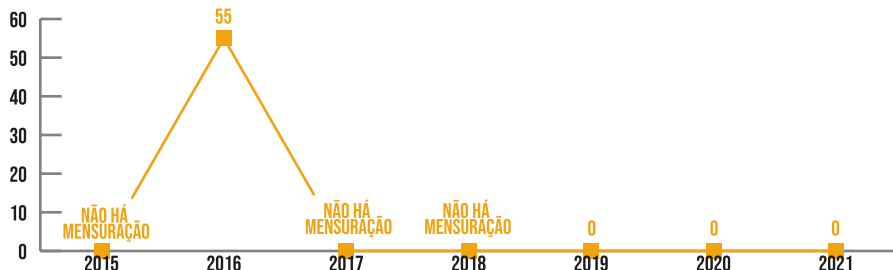 60
50
40
30
20
10
0
55
NÃO HÁ
MENSURAÇÃO
NÃO HÁ
MENSURAÇÃO
NÃO HÁ
MENSURAÇÃO
0
0
0
2015 2016 2017 2018 2019 2020 2021